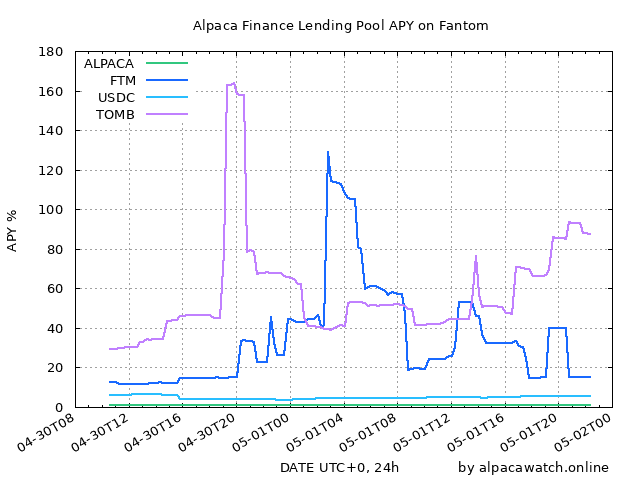 Alpaca Finance Lending Pool APY on Fantom
180
160
140
120
100
80
60
40
20
0
APY %
ALPACA
FTM
USDC
TOMB
04-30T08
04-30T12
04-30T16
04-30T20
05-01T00
05-01T04
05-01T08
05-01T12
05-01T16
05-01T20
05-02T00
DATE UTC+0, 24h
by alpacawatch.online